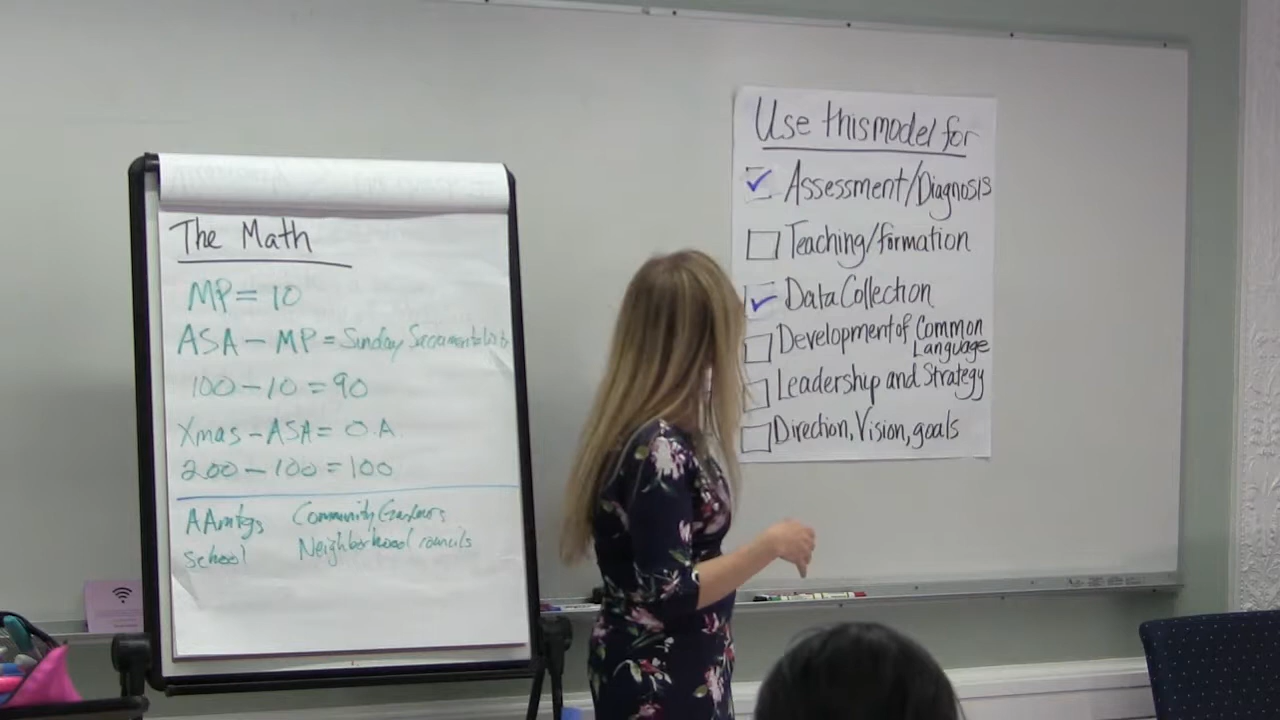 The Math
MP = 10
ASA - MP = Sunday Sacramental
100 - 10 = 90
Xmas - ASA = O.A.
200 - 100 = 100
AA mtgs Community Gardens
School Neighborhood councils
Use this model for
Assessment/Diagnosis
Teaching/formation
Data Collection
Development of Common
Language
Leadership and Strategy
Direction, Vision, goals